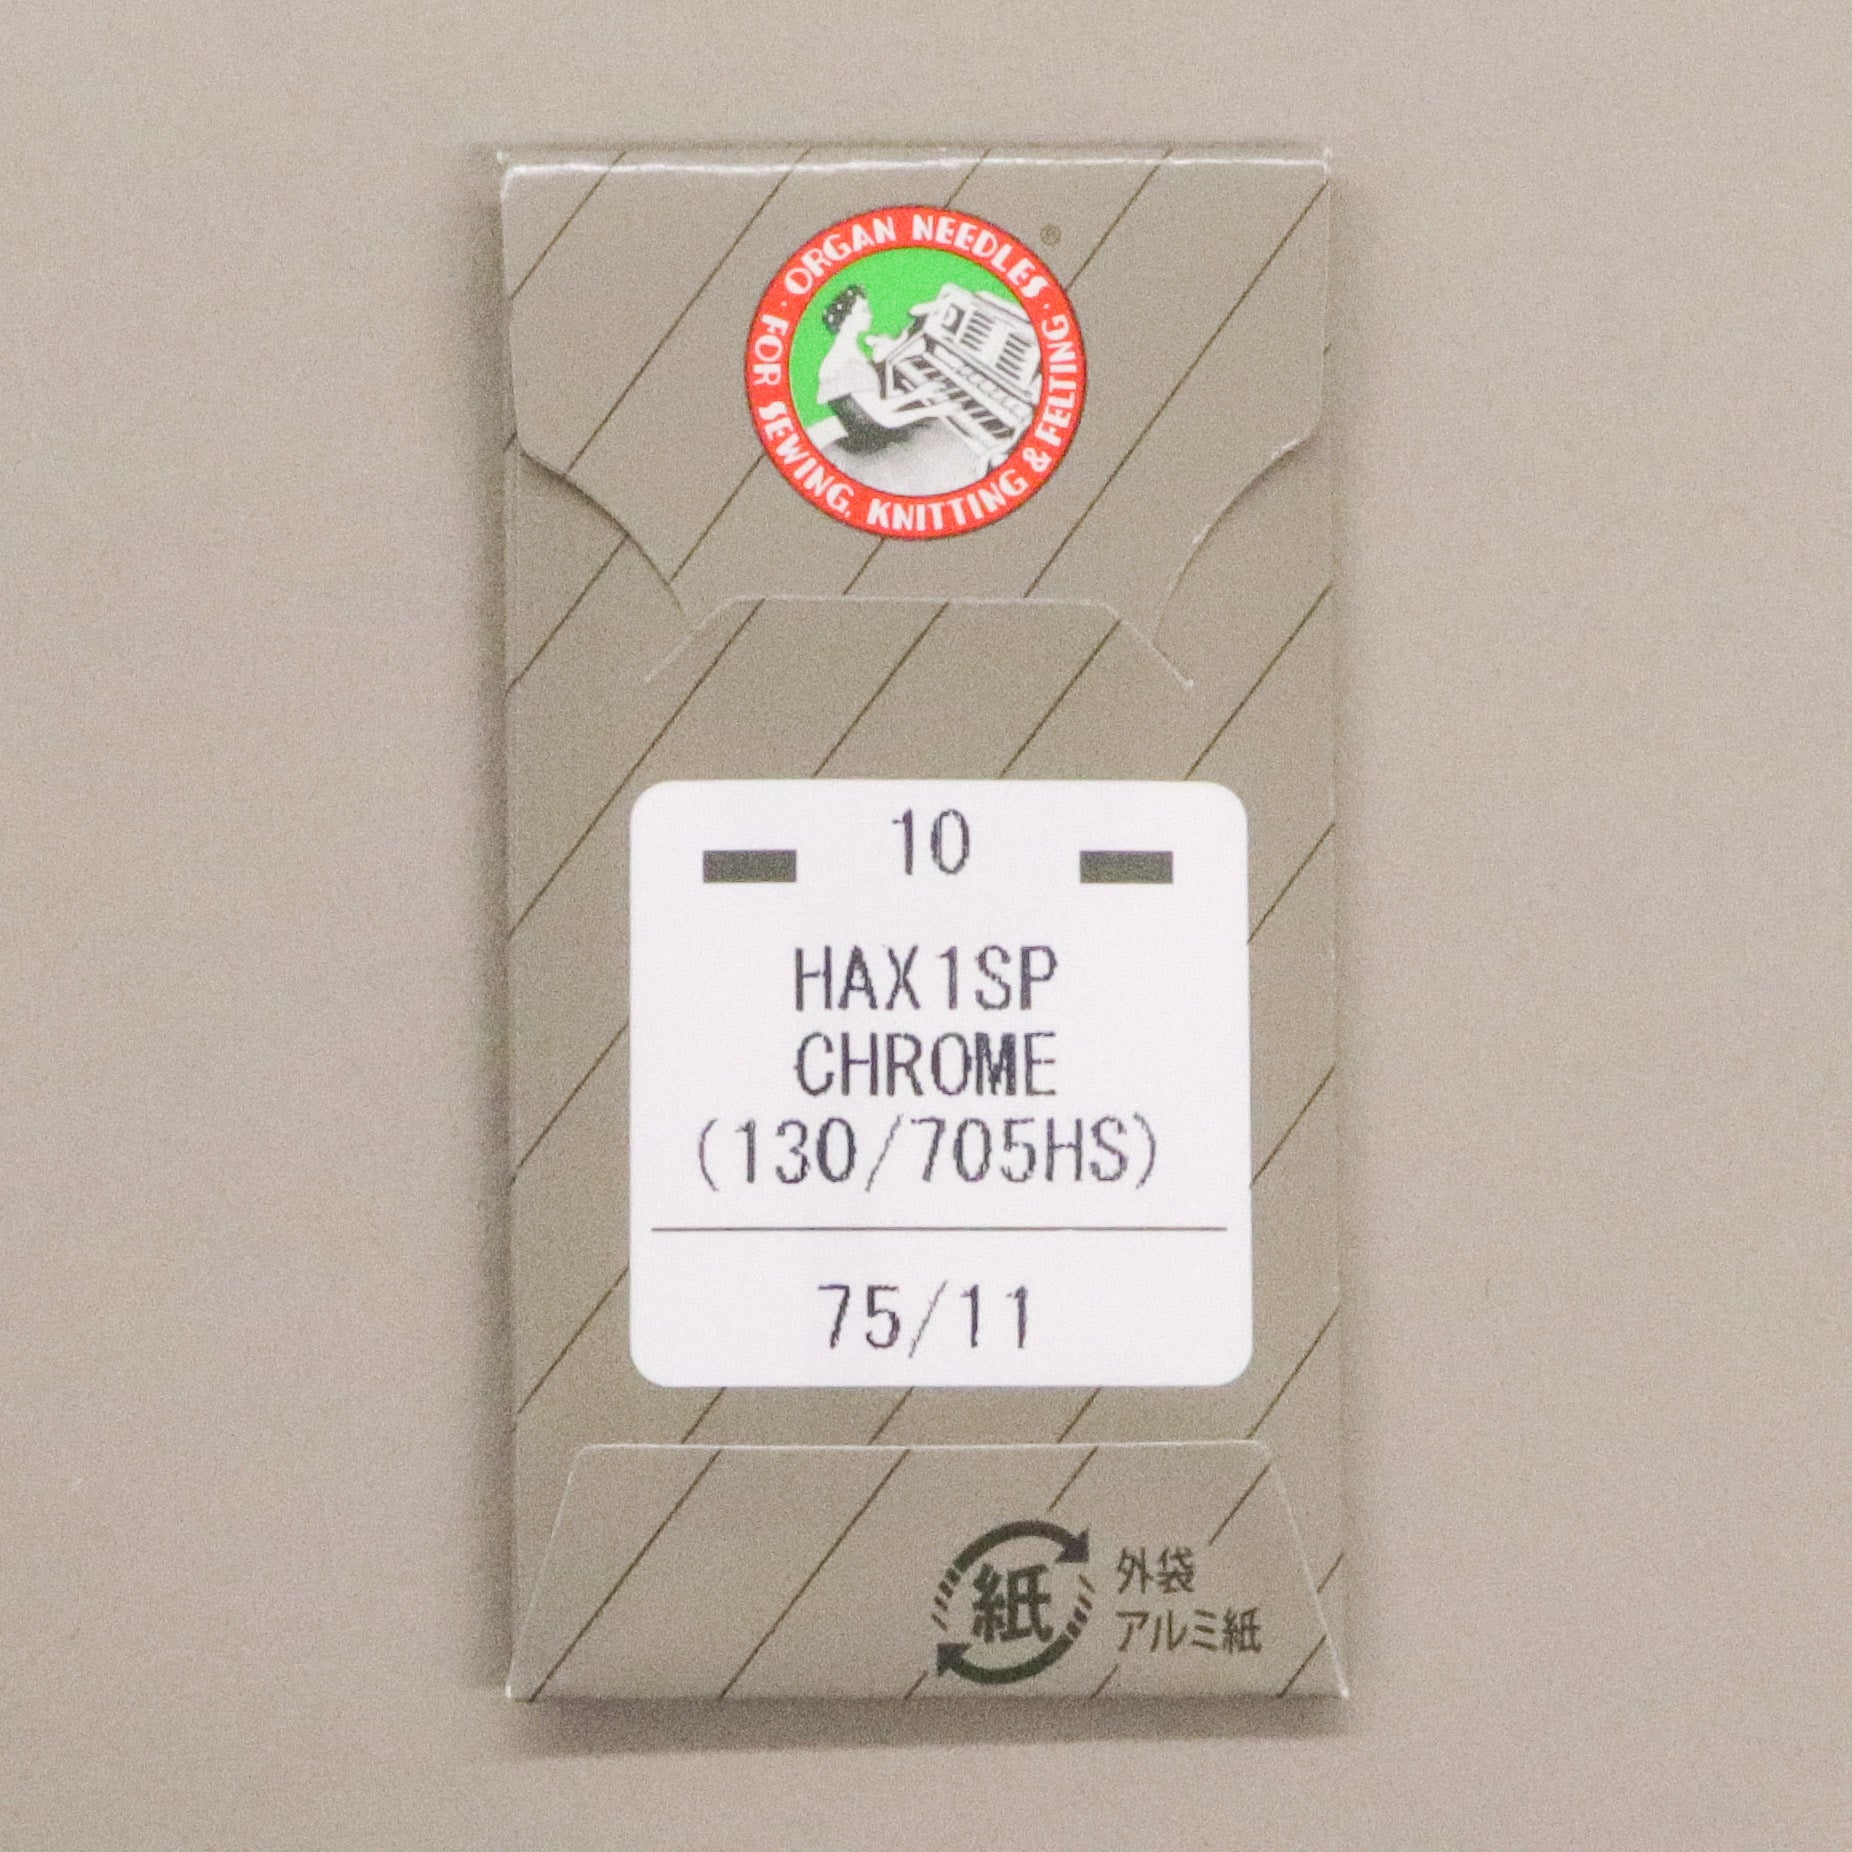 · ORGAN NEEDLES · FOR SEWING, KNITTING & FELTING
®
10
HAX1SP
CHROME
(130/705HS)
75/11
紙
外袋
アルミ紙